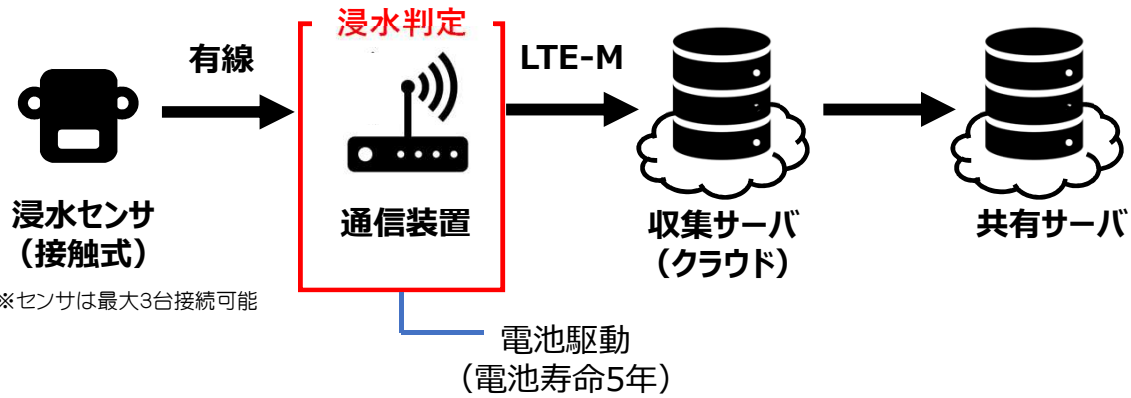 浸水判定
有線
LTE-M
浸水センサ
（接触式）
通信装置
収集サーバ
（クラウド）
共有サーバ
※センサは最大3台接続可能
電池駆動
（電池寿命5年）